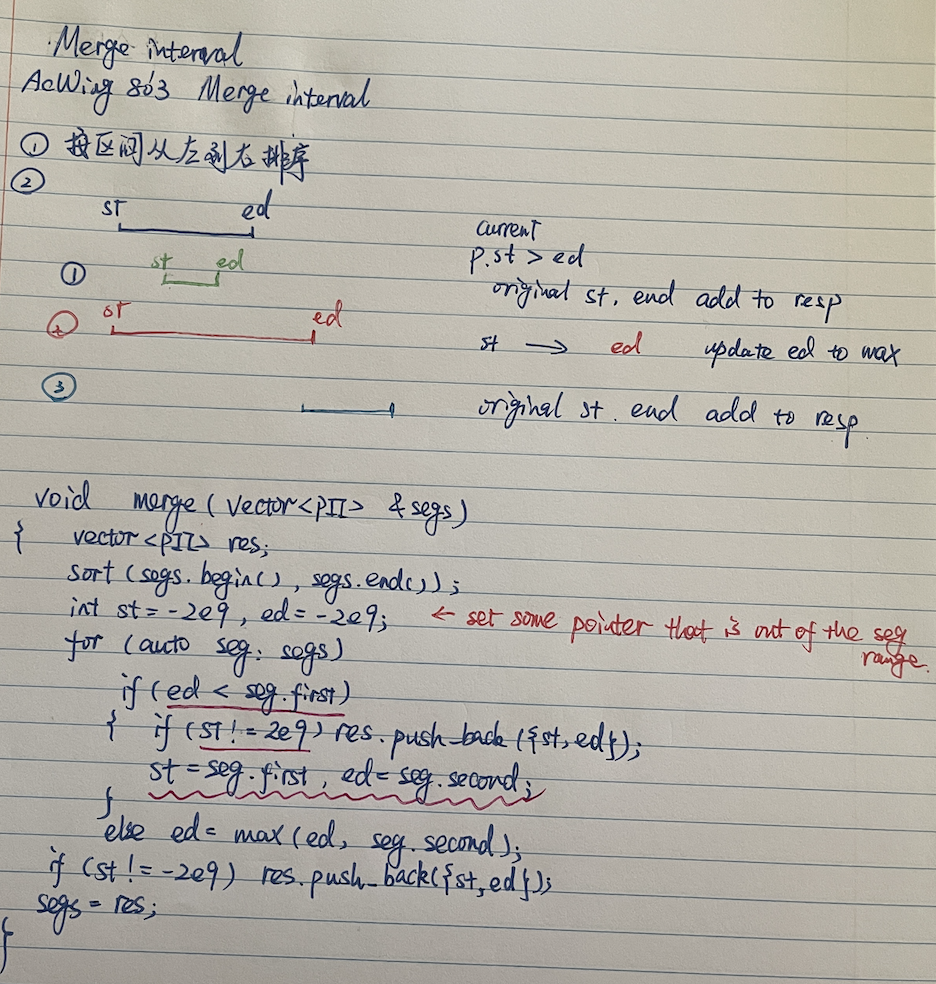 Merge interval
AcWing 803 Merge interval
① 按区间从左到右排序
②
st ed
current
p.st > ed
① st ed
original st, end add to resp
② st ed
st → ed update ed to max
③
original st. end add to resp
void merge (vector<PII> &segs)
{ vector<PII> res;
sort (segs.begin(), segs.end());
int st = -2e9, ed = -2e9; ← set some pointer that is out of the seg
range.
for (auto seg: segs)
if (ed < seg.first)
{ if (st != 2e9) res.push_back ({st, ed});
st = seg.first, ed = seg.second;
}
else ed = max (ed, seg.second);
if (st != -2e9) res.push_back({st, ed});
segs = res;
}